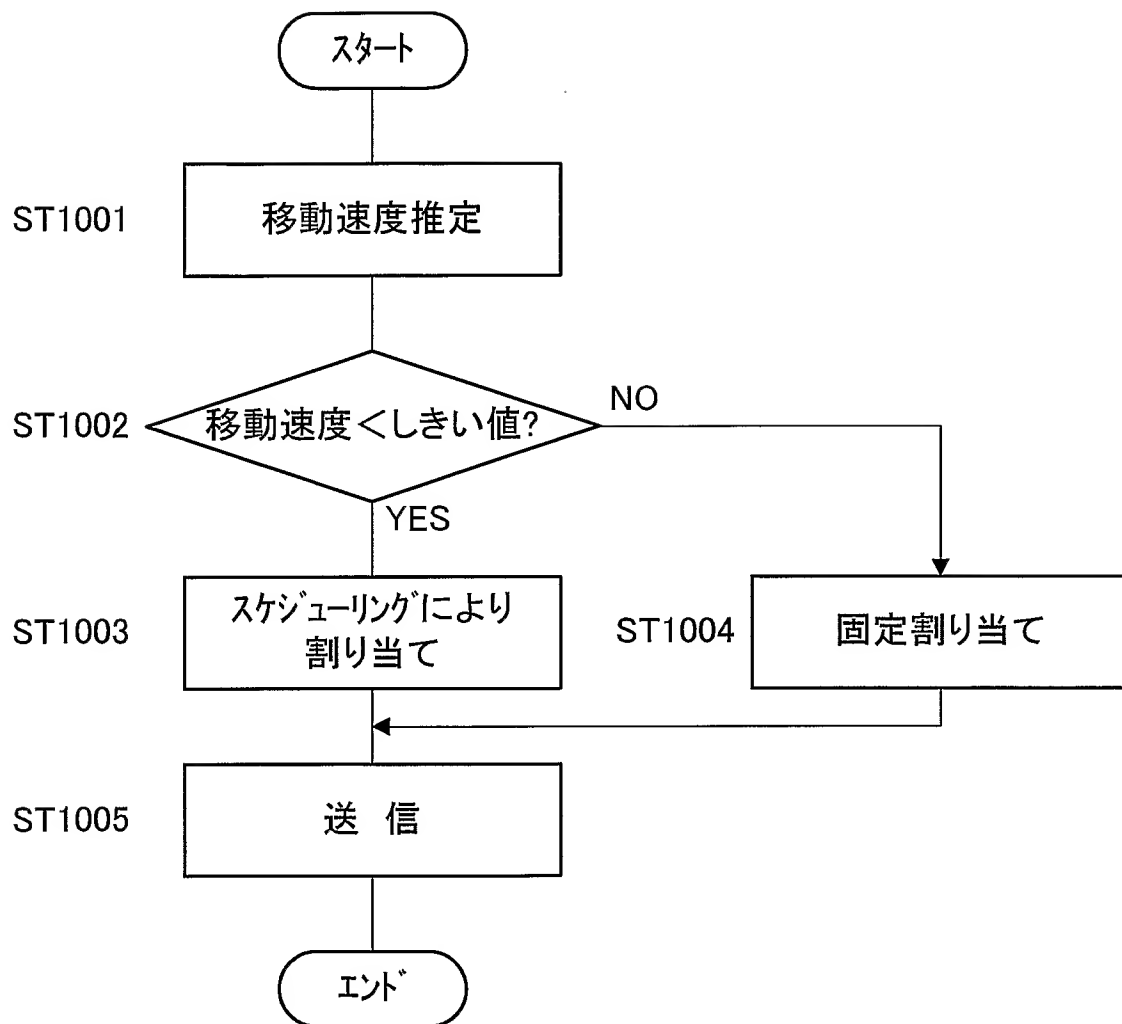 スタート
ST1001
移動速度推定
ST1002
移動速度<しきい値?
NO
YES
ST1003
スケジューリングにより
割り当て
ST1004
固定割り当て
ST1005
送 信
エンド